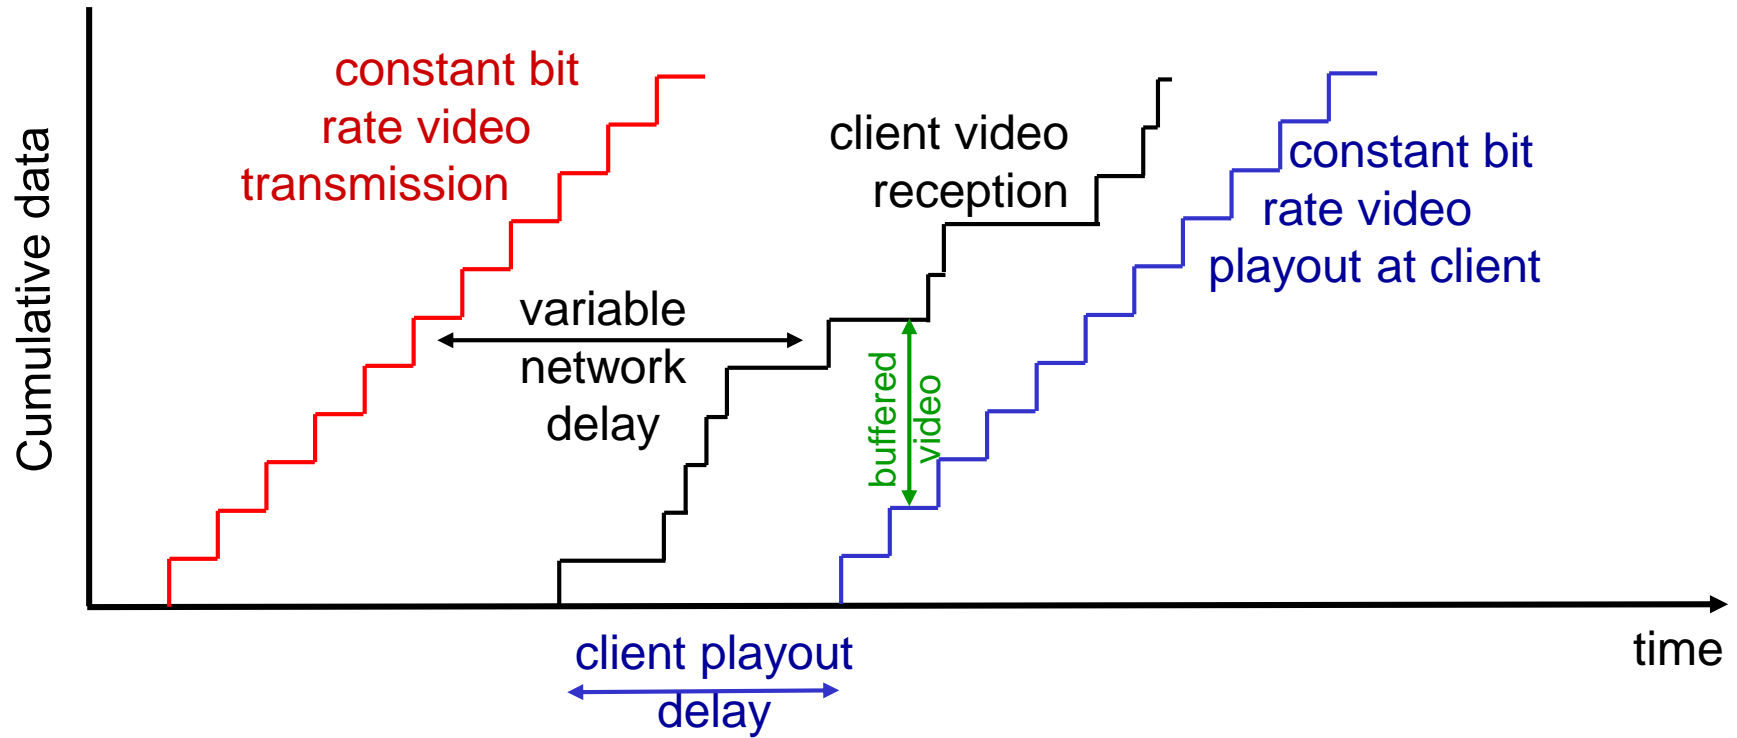 constant bit
rate video
transmission
client video
reception
constant bit
rate video
playout at client
Cumulative data
variable
network
delay
buffered
video
client playout
delay
time